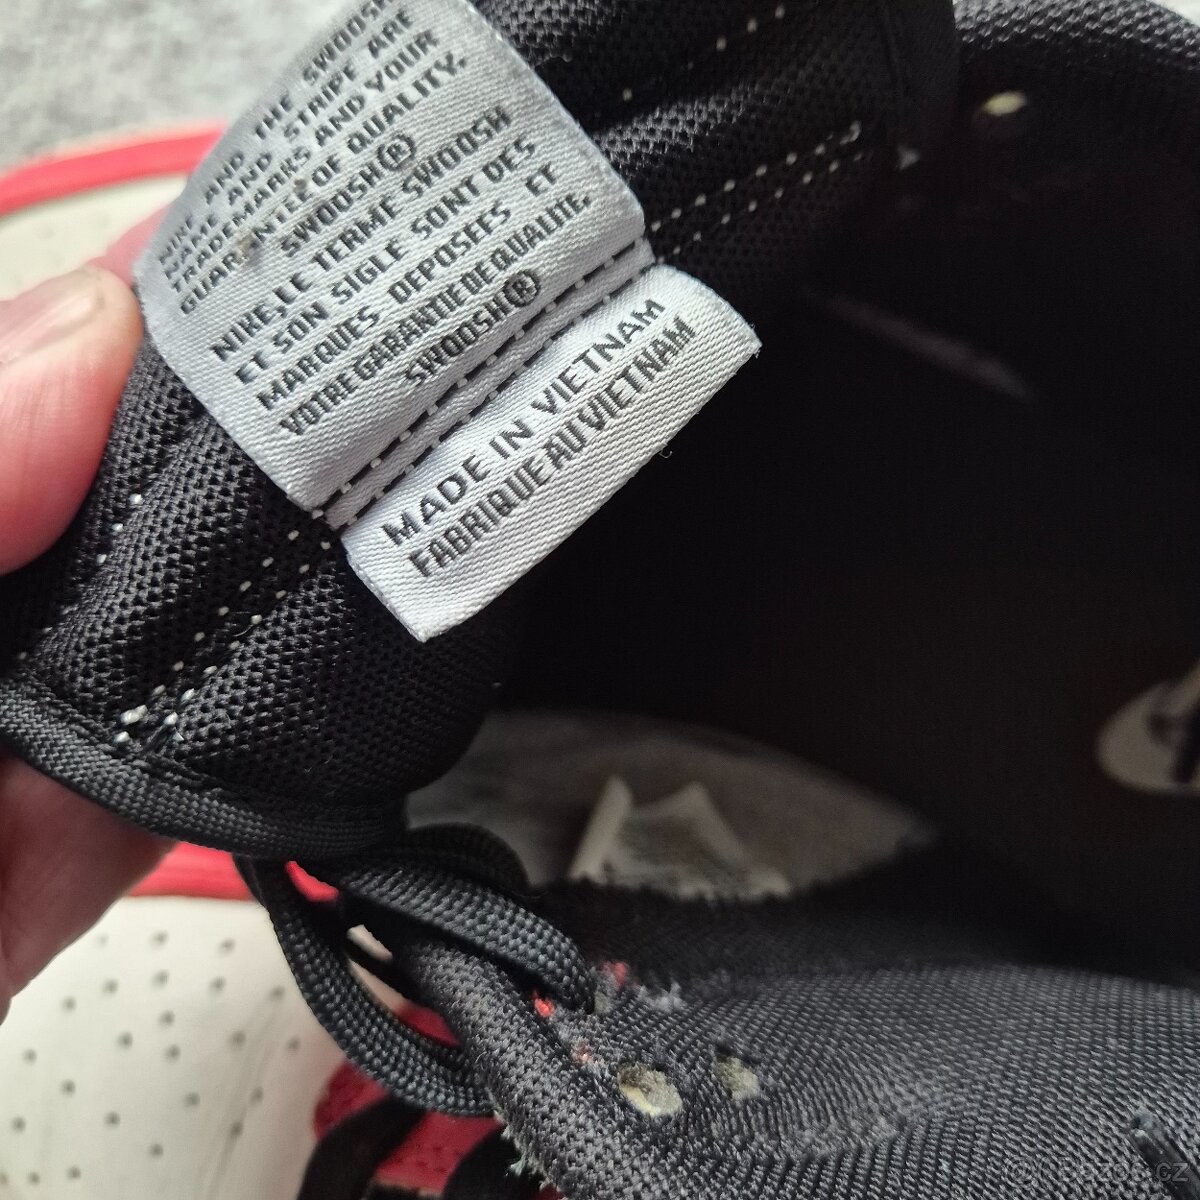 NIKE AND THE SWOOSH
NIKE AND STRIPE ARE
TRADEMARKS AND YOUR
GUARANTEE OF QUALITY.
SWOOSH®
NIKE,LE TERME SWOOSH
ET SON SIGLE SONT DES
MARQUES DEPOSEES ET
VOTRE GARANTIE DE QUALITE.
SWOOSH®
MADE IN VIETNAM
FABRIQUE AU VIETNAM